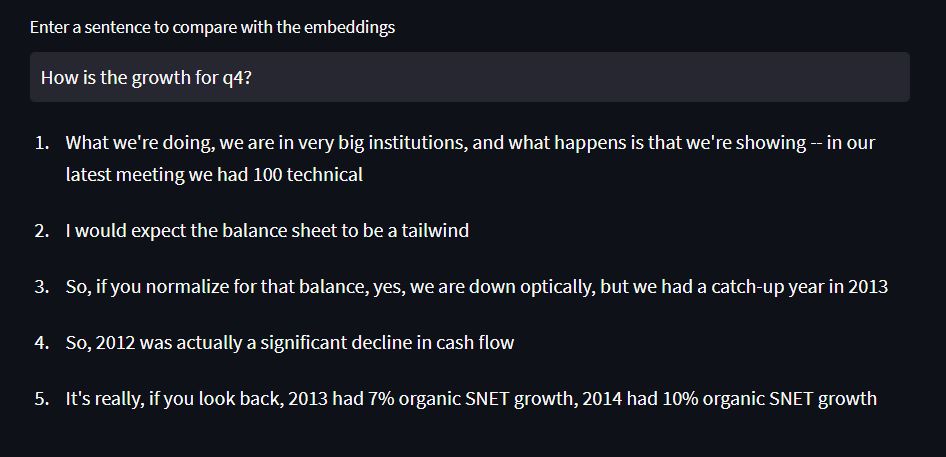 Enter a sentence to compare with the embeddings
How is the growth for q4?
1. What we're doing, we are in very big institutions, and what happens is that we're showing -- in our
latest meeting we had 100 technical
2. I would expect the balance sheet to be a tailwind
3. So, if you normalize for that balance, yes, we are down optically, but we had a catch-up year in 2013
4. So, 2012 was actually a significant decline in cash flow
5. It's really, if you look back, 2013 had 7% organic SNET growth, 2014 had 10% organic SNET growth